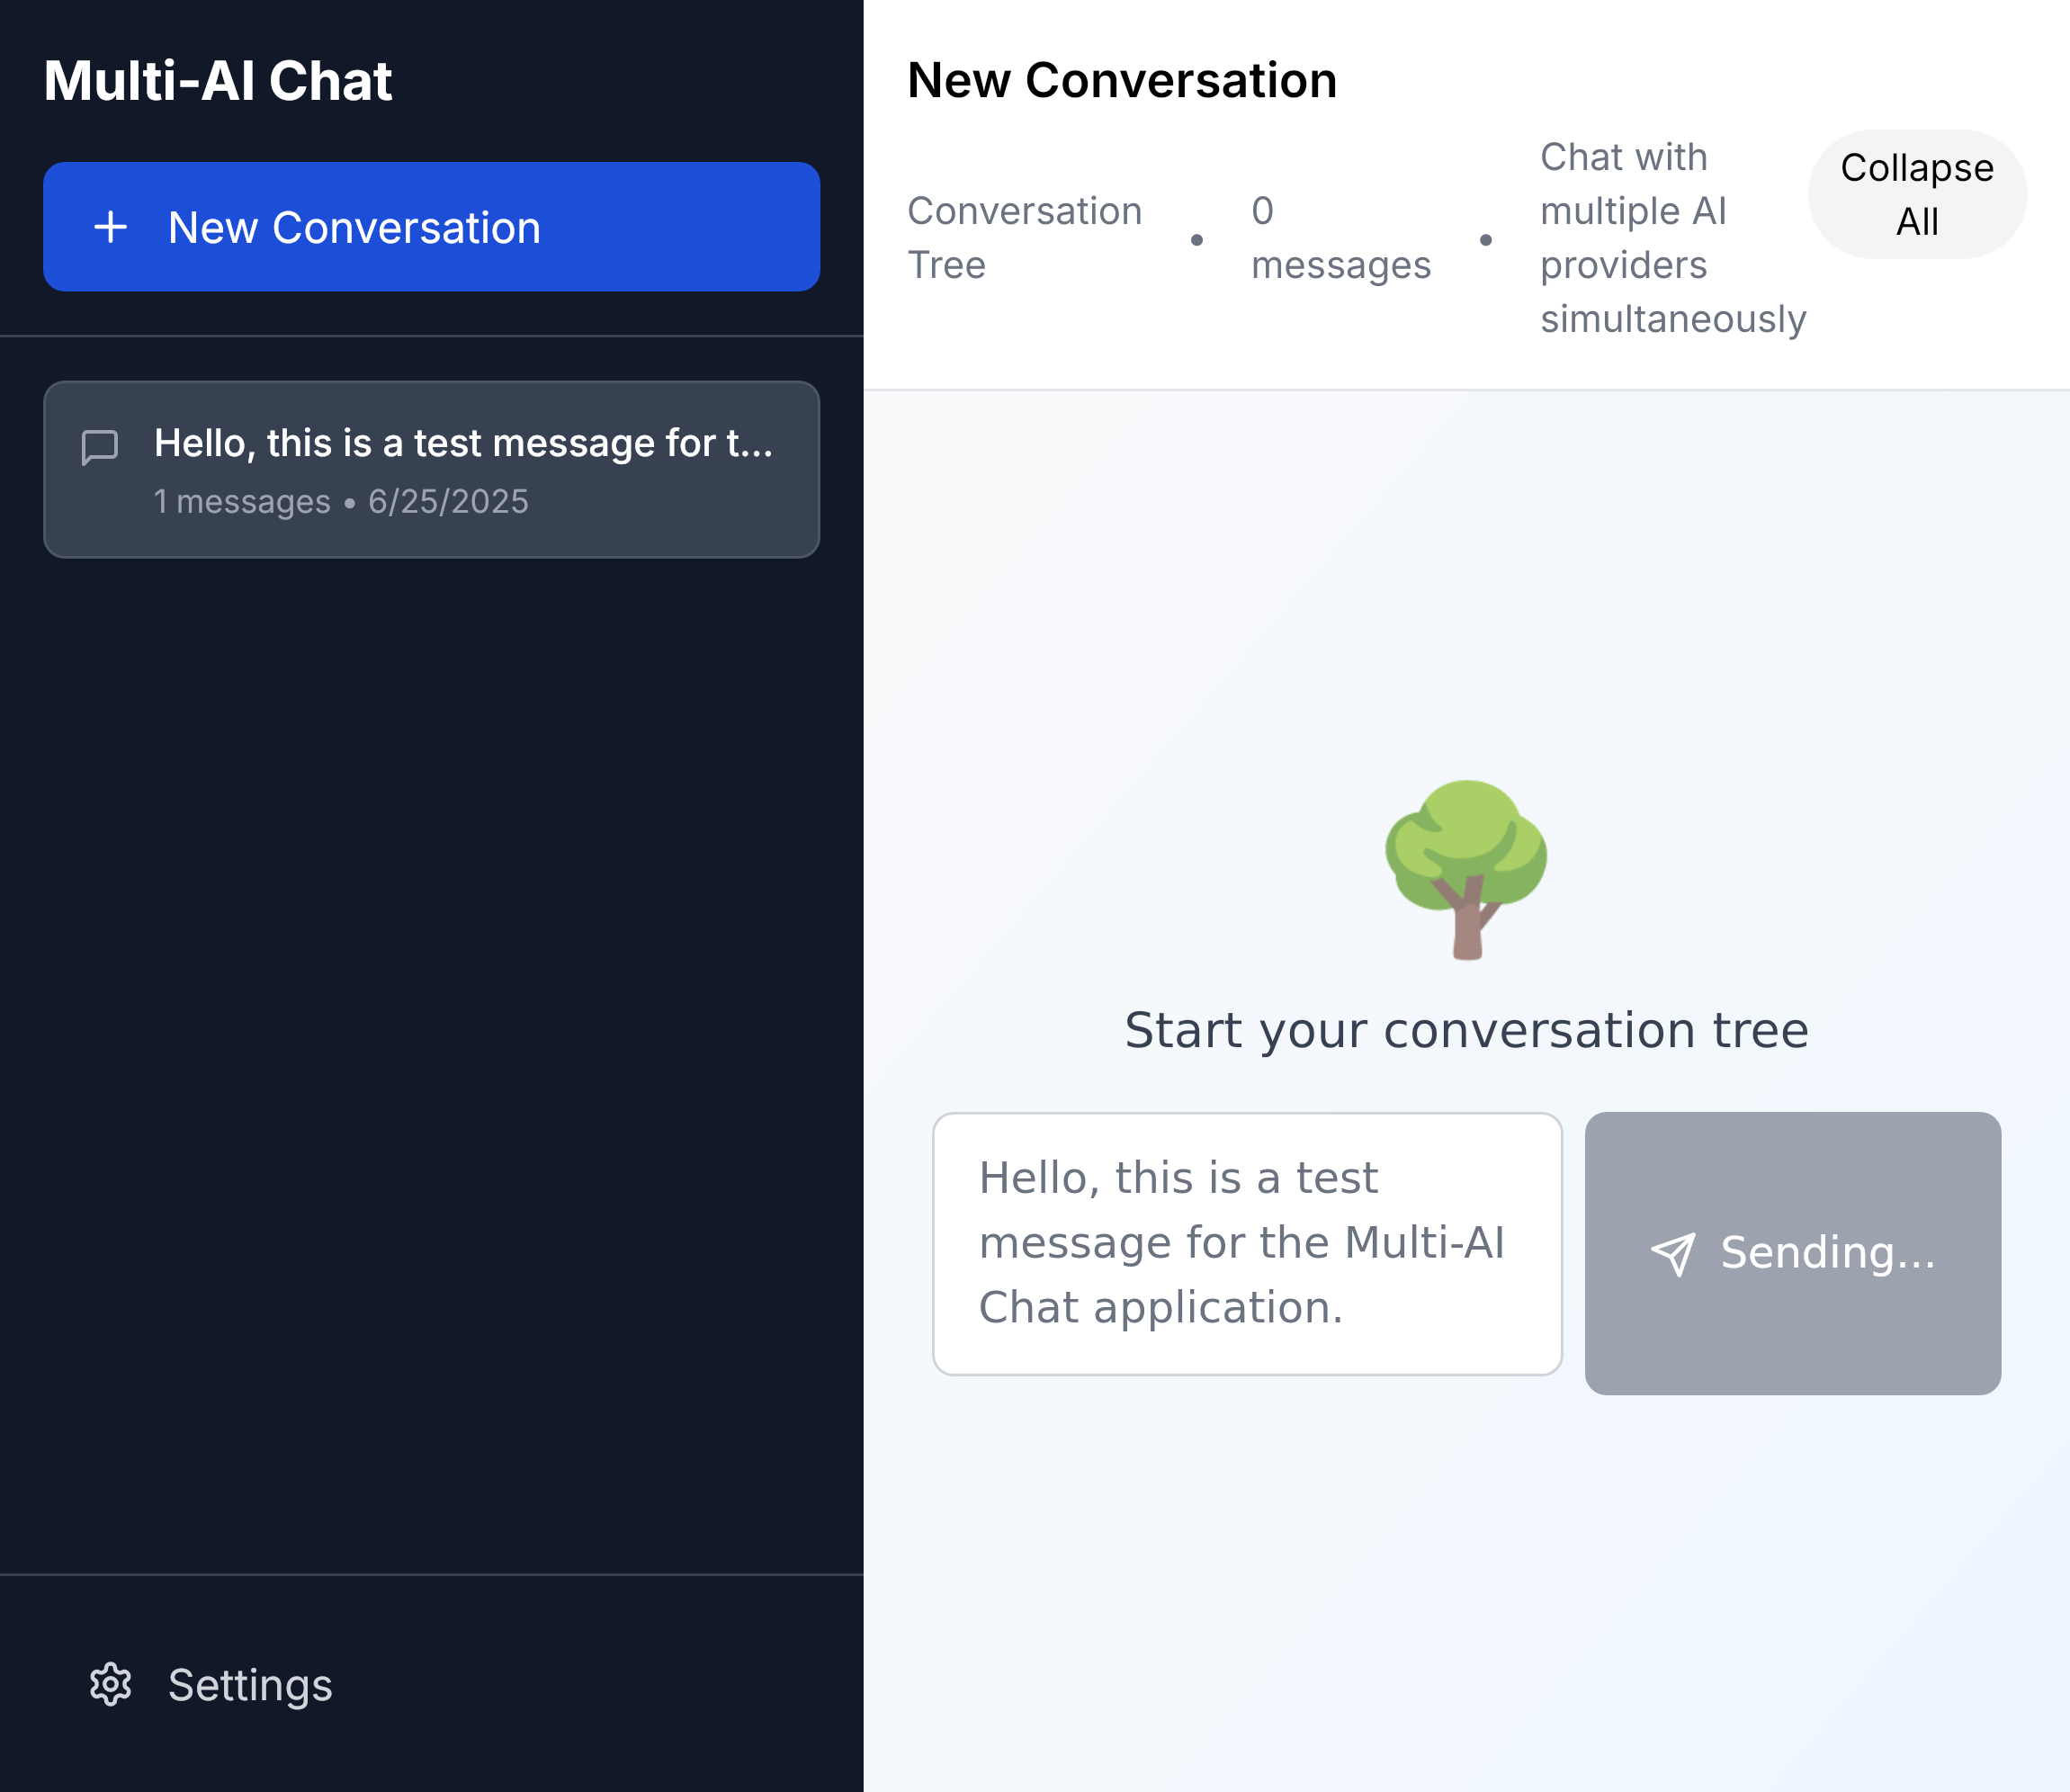 Multi-AI Chat
New Conversation
Hello, this is a test message for t...
1 messages • 6/25/2025
Settings
New Conversation
Conversation
Tree
•
0
messages
•
Chat with
multiple AI
providers
simultaneously
Collapse
All
Start your conversation tree
Hello, this is a test
message for the Multi-AI
Chat application.
Sending...